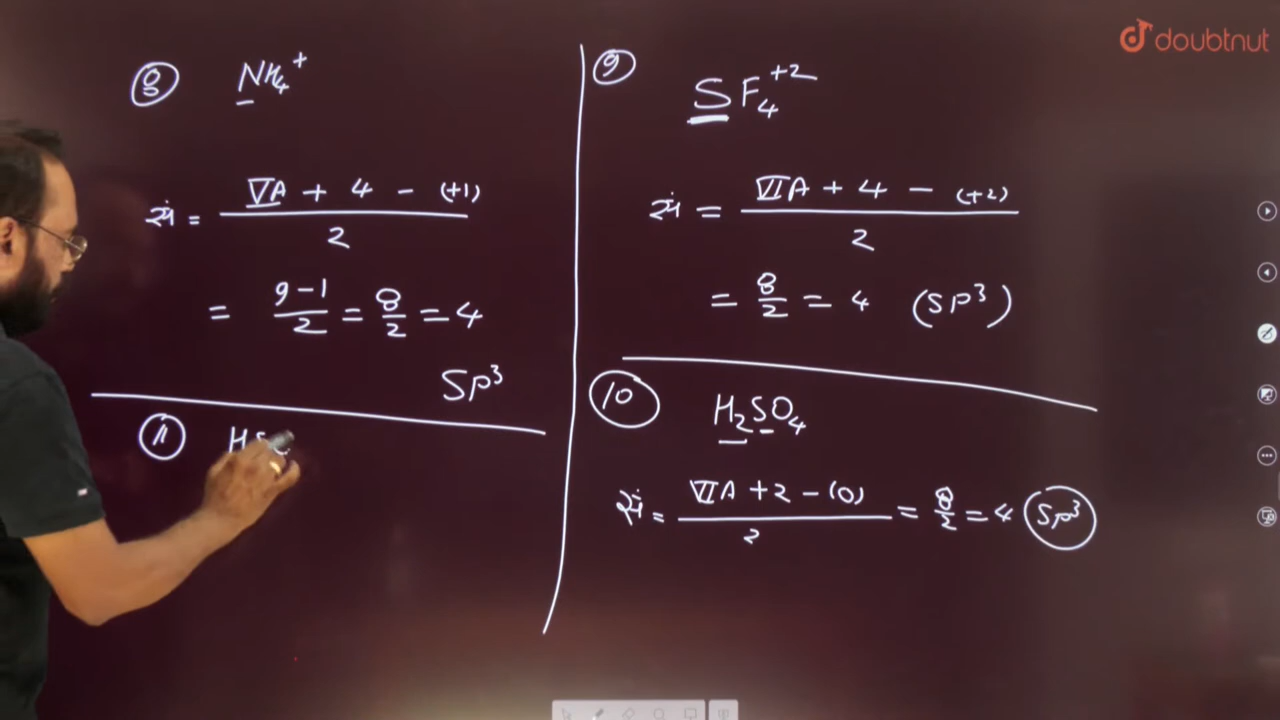 doubtnut
8 NH₄⁺
सं = VA + 4 - (+1) / 2
= 9-1/2 = 8/2 = 4
Sp³
9 SF₄⁺²
सं = VIA + 4 - (+2) / 2
= 8/2 = 4 (Sp³)
10 H₂SO₄
सं = VIA + 2 - (0) / 2 = 8/2 = 4 Sp³
11 HS